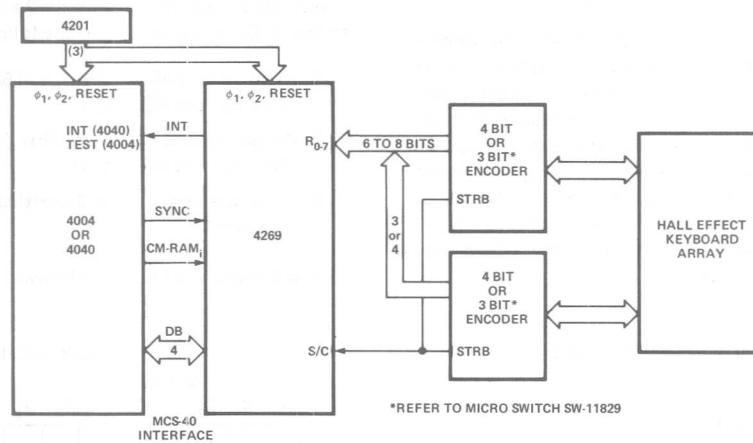 4201
(3)
ϕ1, ϕ2, RESET
INT (4040)
TEST (4004)
4004
OR
4040
INT
SYNC
CM-RAMi
DB
4
MCS-40
INTERFACE
ϕ1, ϕ2, RESET
R0-7
4269
S/C
6 TO 8 BITS
3
or
4
4 BIT
OR
3 BIT*
ENCODER
STRB
4 BIT
OR
3 BIT*
ENCODER
STRB
HALL EFFECT
KEYBOARD
ARRAY
*REFER TO MICRO SWITCH SW-11829